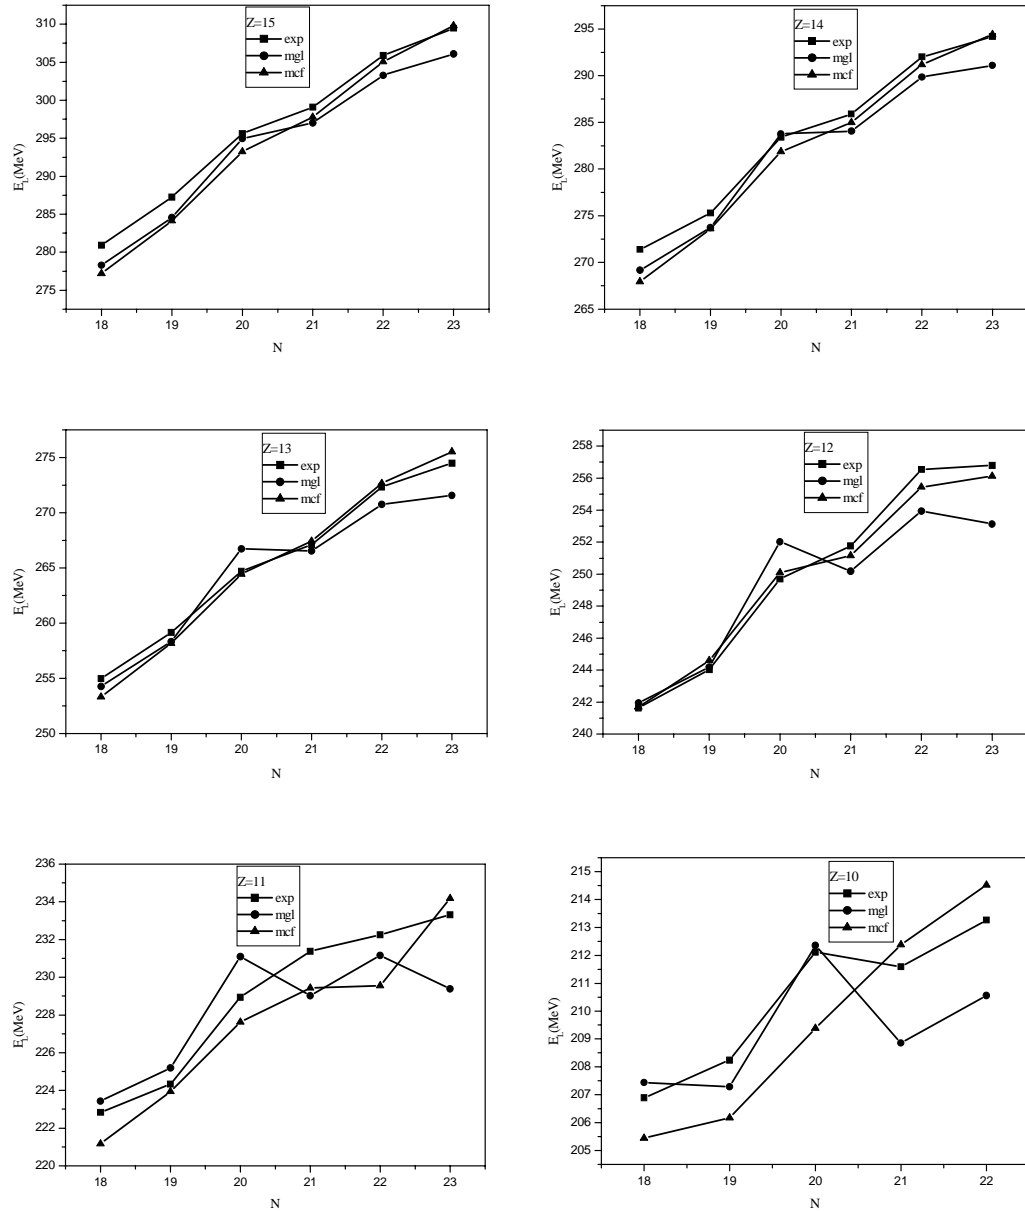 Z=15
exp
mgl
mcf
310
305
300
295
290
285
280
275
E_L(MeV)
18 19 20 21 22 23
N
Z=14
exp
mgl
mcf
295
290
285
280
275
270
265
E_L(MeV)
18 19 20 21 22 23
N
Z=13
exp
mgl
mcf
275
270
265
260
255
250
E_L(MeV)
18 19 20 21 22 23
N
Z=12
exp
mgl
mcf
258
256
254
252
250
248
246
244
242
240
E_L(MeV)
18 19 20 21 22 23
N
Z=11
exp
mgl
mcf
236
234
232
230
228
226
224
222
220
E_L(MeV)
18 19 20 21 22 23
N
Z=10
exp
mgl
mcf
215
214
213
212
211
210
209
208
207
206
205
E_L(MeV)
18 19 20 21 22
N